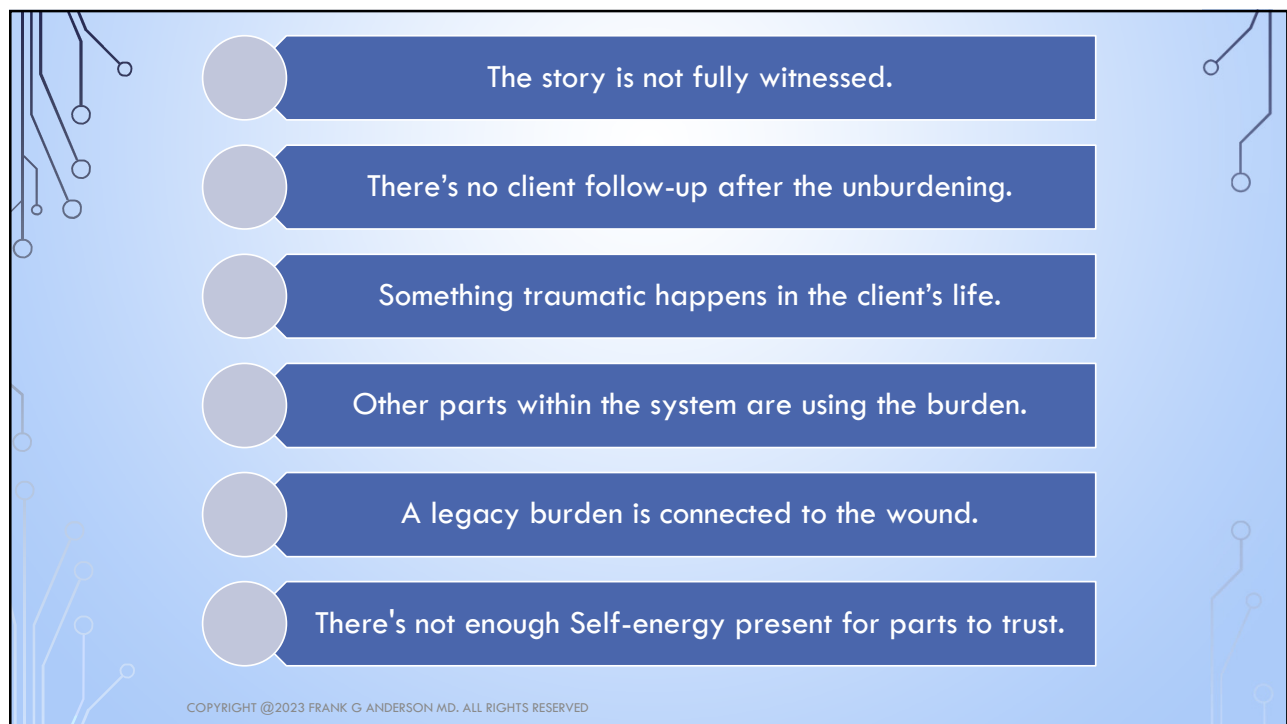 The story is not fully witnessed.
There’s no client follow-up after the unburdening.
Something traumatic happens in the client’s life.
Other parts within the system are using the burden.
A legacy burden is connected to the wound.
There's not enough Self-energy present for parts to trust.
COPYRIGHT @2023 FRANK G ANDERSON MD. ALL RIGHTS RESERVED